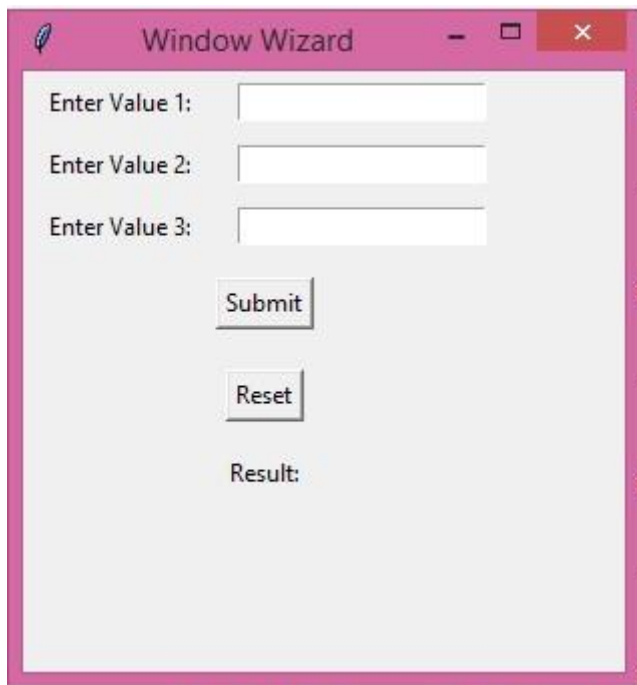 Window Wizard
Enter Value 1:
Enter Value 2:
Enter Value 3:
Submit
Reset
Result: